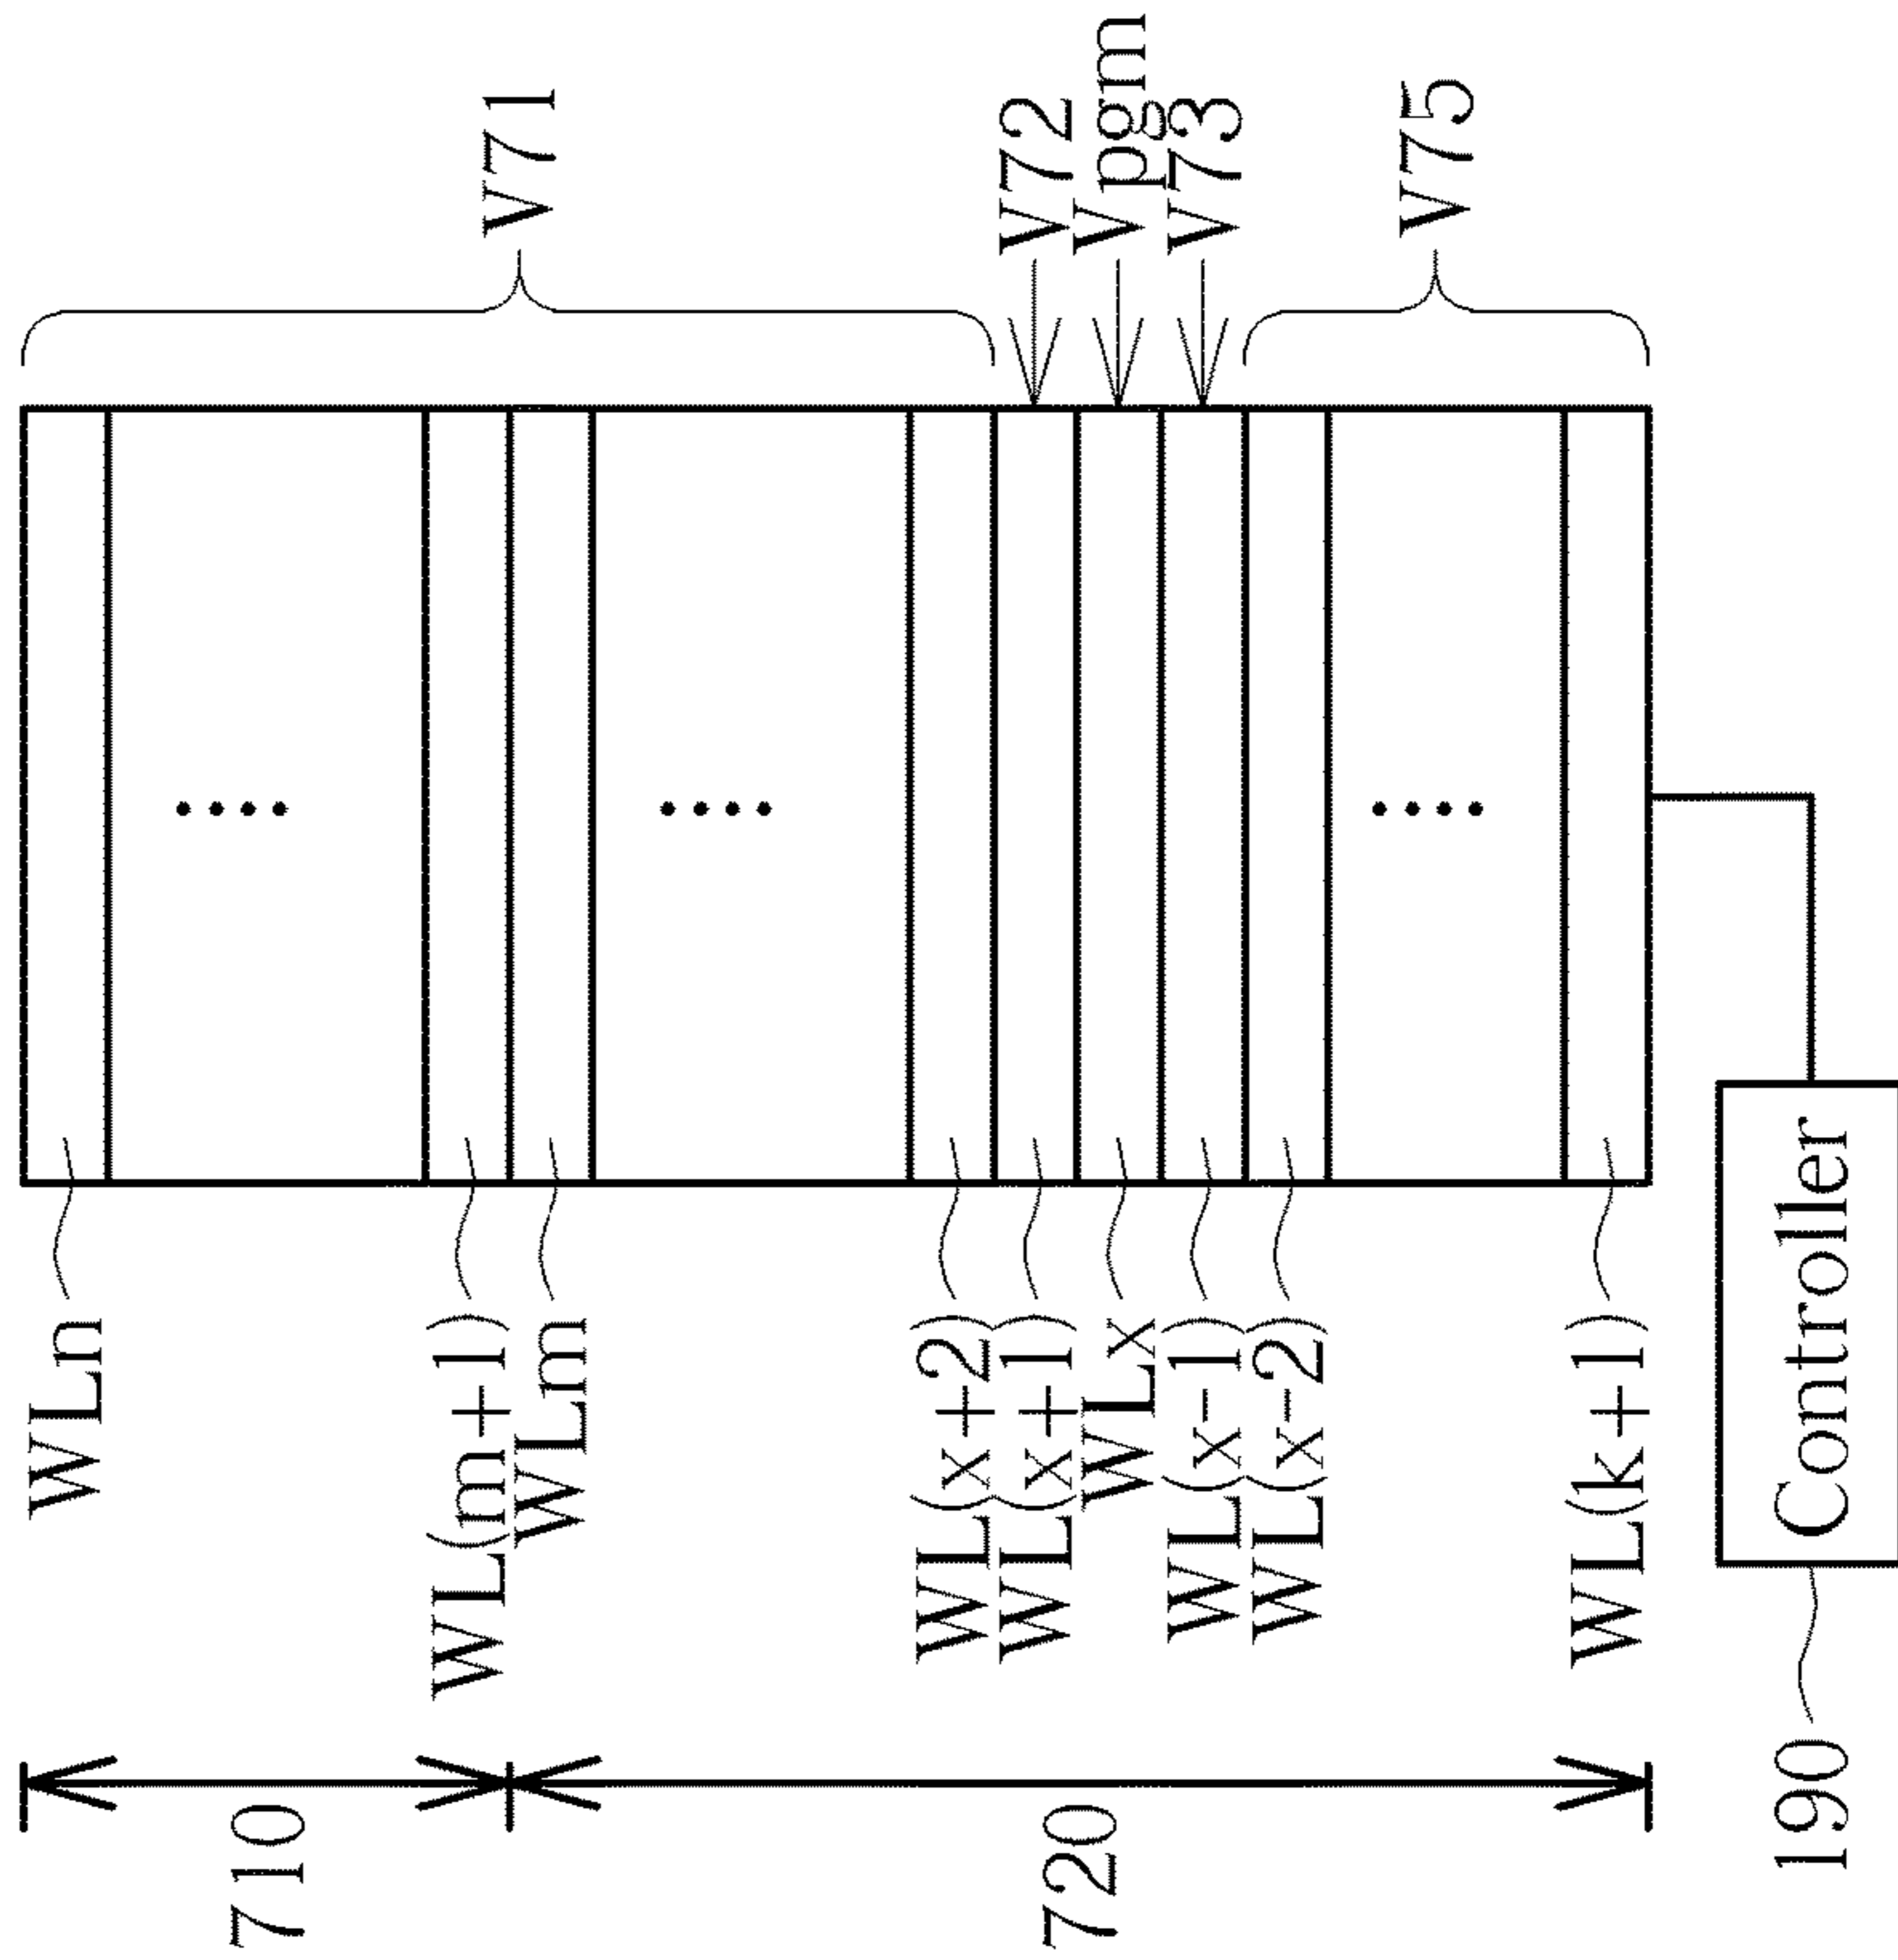 WLn
WL(m+1)
WLm
WL(x+2)
WL(x+1)
WLx
WL(x-1)
WL(x-2)
WL(k+1)
V71
V72
Vpgm
V73
V75
710
720
190
Controller